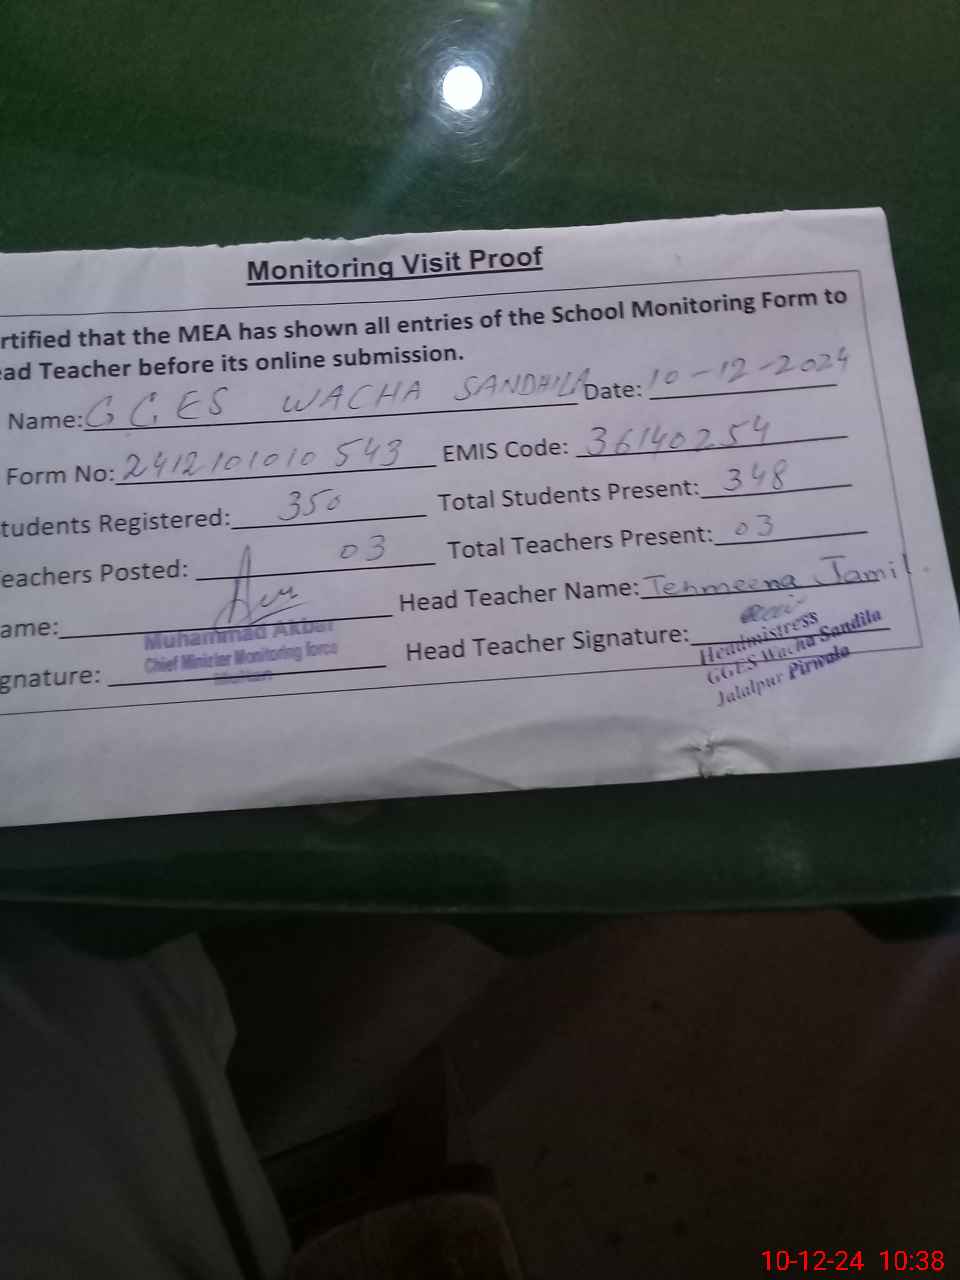 Monitoring Visit Proof
rtified that the MEA has shown all entries of the School Monitoring Form to
ead Teacher before its online submission.
Name: GGES WACHA SANDHILA Date: 10-12-2024
Form No: 2412101010543 EMIS Code: 36140254
tudents Registered: 350 Total Students Present: 348
eachers Posted: 03 Total Teachers Present: 03
ame: Head Teacher Name: Tehmeena Jamil
gnature: Head Teacher Signature:
Muhammad Akbar
Chief Minister Monitoring force
Headmistress
GGES Wacha Sandila
Jalalpur Pirwala
10-12-24 10:38